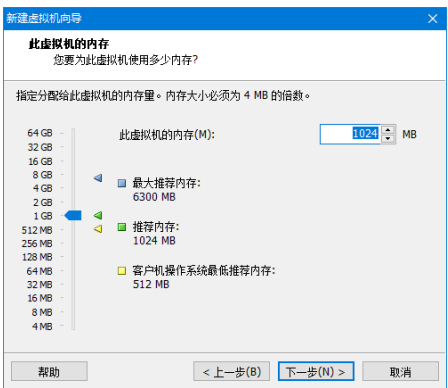 新建虚拟机向导
此虚拟机的内存
您要为此虚拟机使用多少内存?
指定分配给此虚拟机的内存量。内存大小必须为 4 MB 的倍数。
64 GB
此虚拟机的内存(M):
1024
MB
32 GB
16 GB
8 GB
最大推荐内存:
4 GB
6300 MB
2 GB
1 GB
推荐内存:
512 MB
1024 MB
256 MB
128 MB
64 MB
客户机操作系统最低推荐内存:
32 MB
512 MB
16 MB
8 MB
4 MB
帮助
< 上一步(B)
下一步(N) >
取消